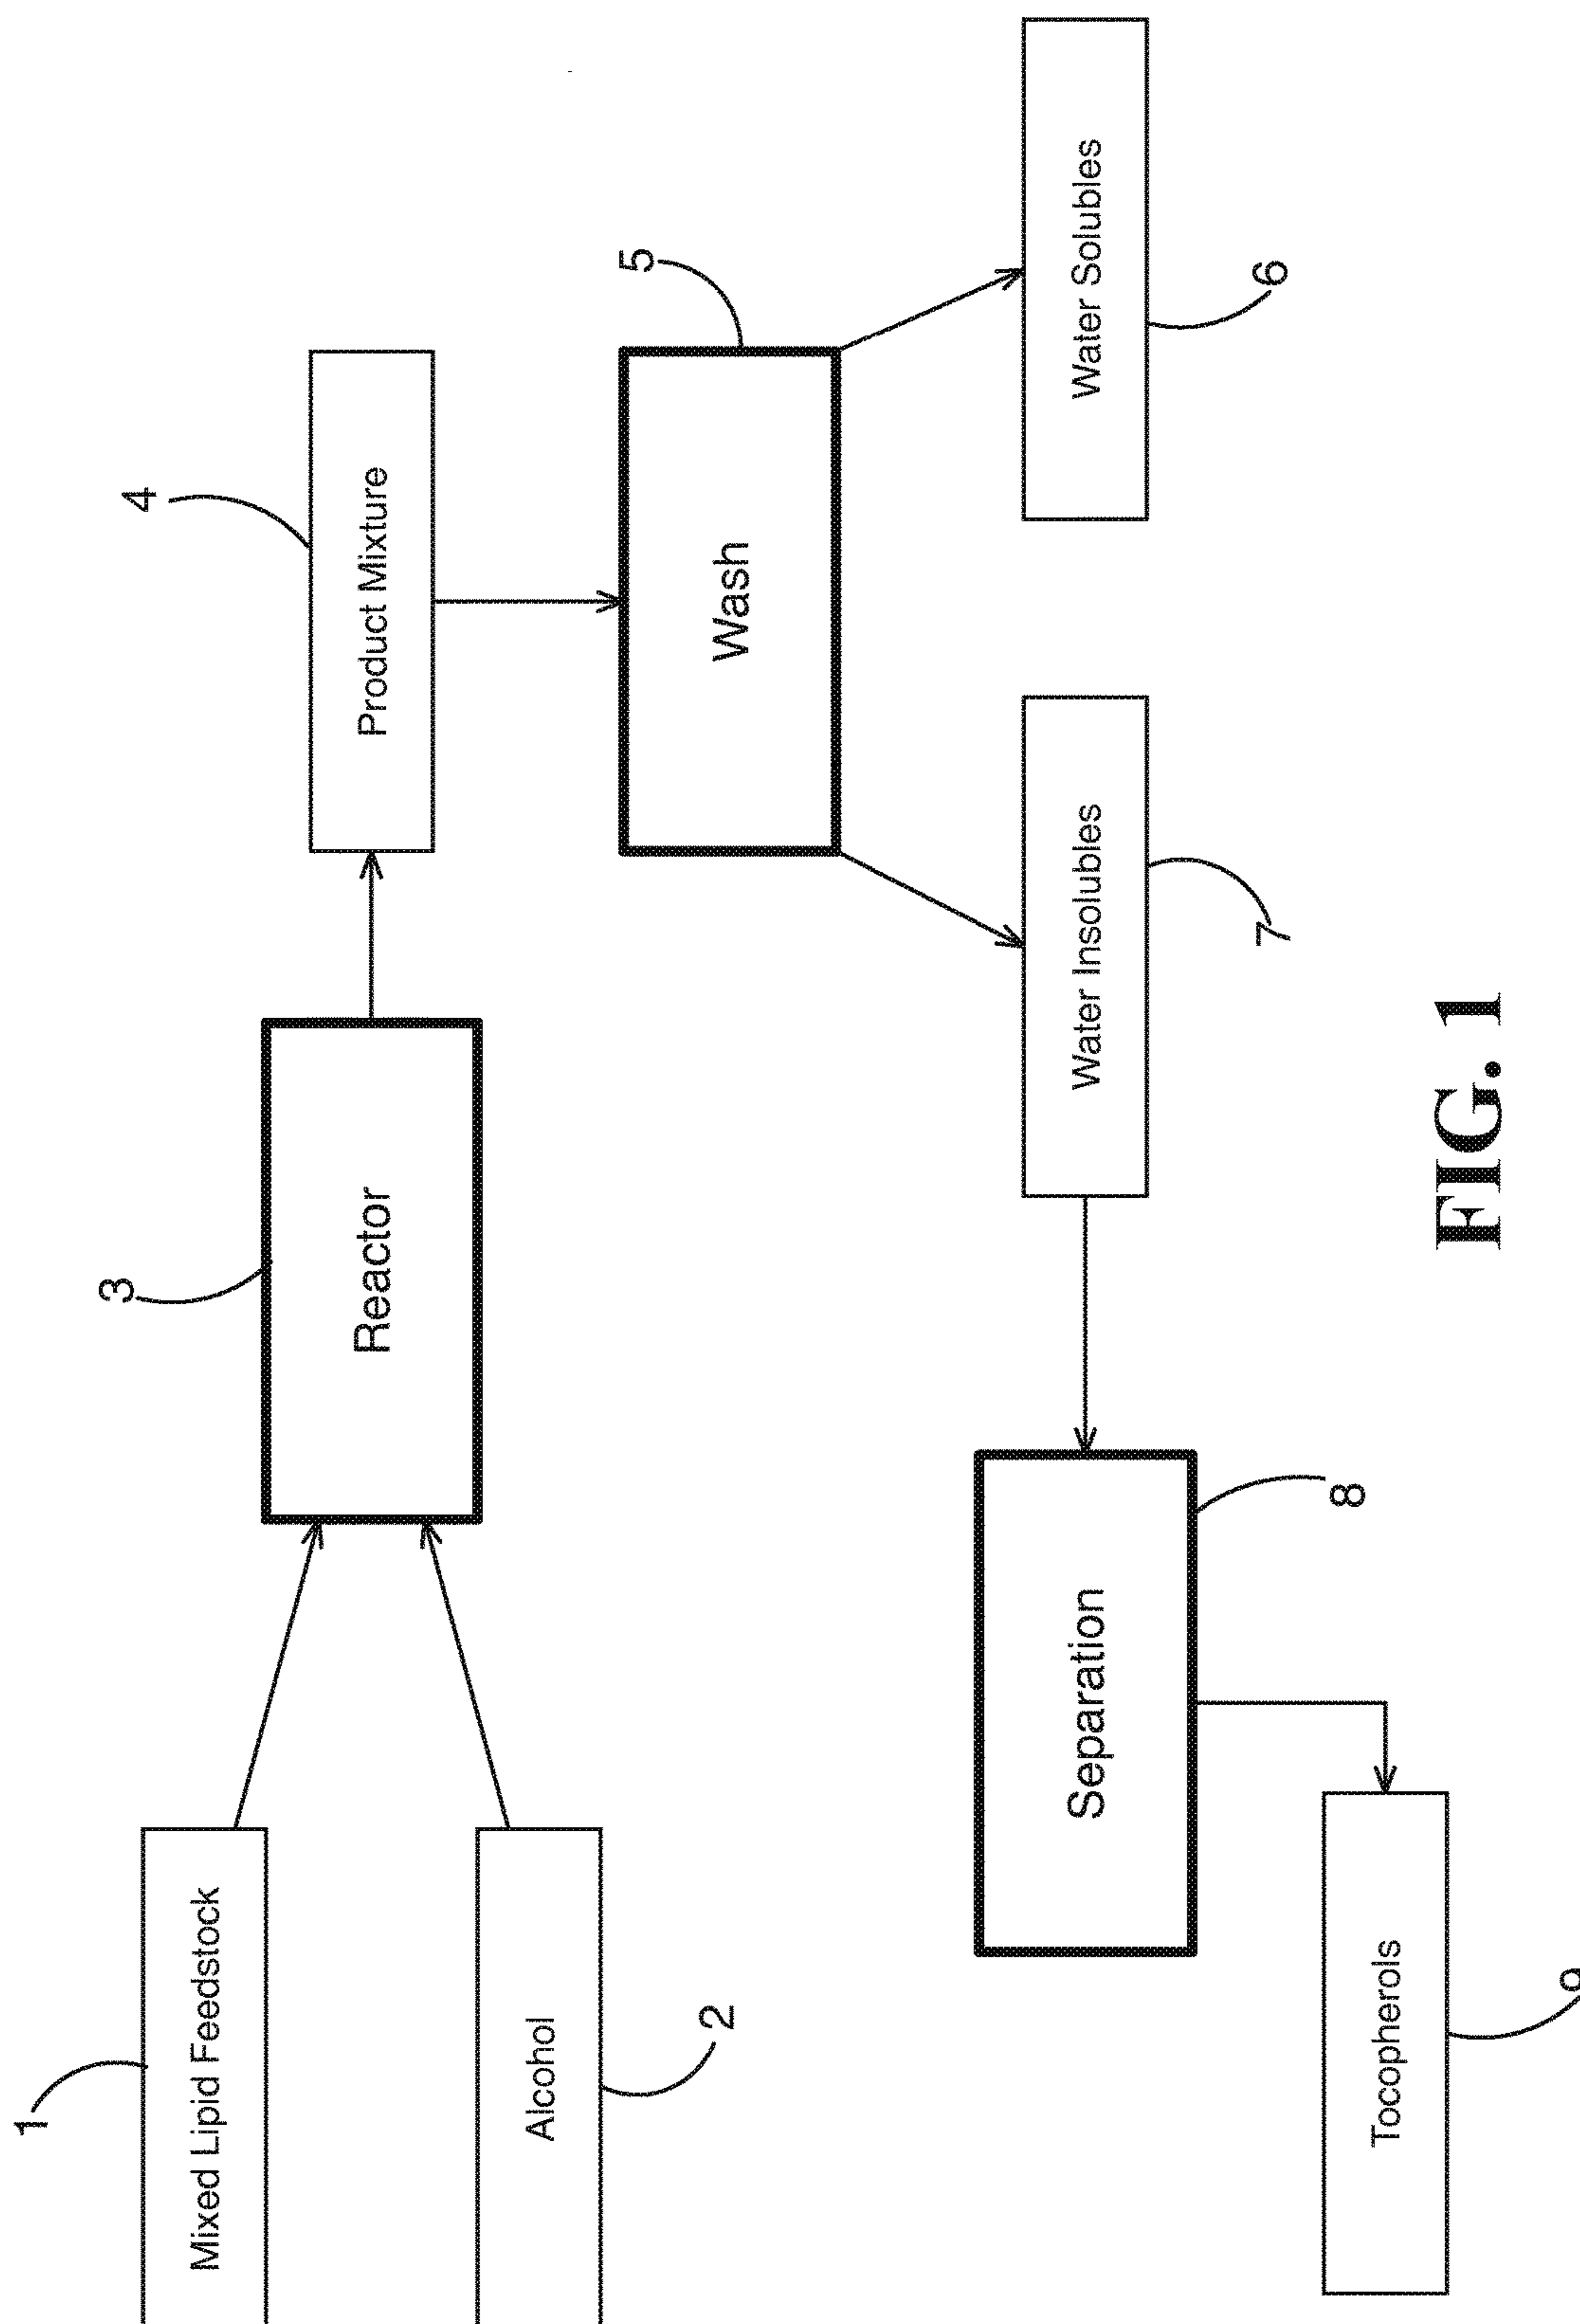 1
Mixed Lipid Feedstock
Alcohol
2
3
Reactor
4
Product Mixture
5
Wash
Water Solubles
6
Water Insolubles
7
Separation
8
Tocopherols
9
FIG. 1